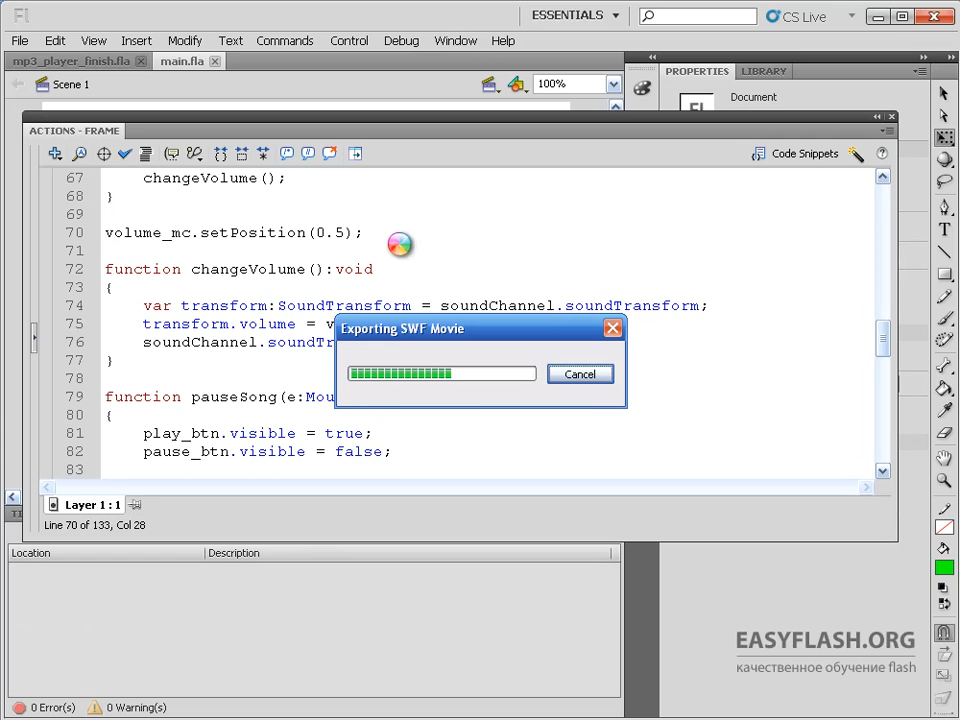 Fl
ESSENTIALS
CS Live
File Edit View Insert Modify Text Commands Control Debug Window Help
mp3_player_finish.fla main.fla
Scene 1 100%
PROPERTIES LIBRARY
Fl Document
ACTIONS - FRAME
Code Snippets
67 changeVolume ();
68 }
69
70 volume_mc.setPosition(0.5);
71
72 function changeVolume():void
73 {
74 var transform:SoundTransform = soundChannel.soundTransform;
75 transform.volume = v
76 soundChannel.soundTr
77 }
78
79 function pauseSong(e:Mou
80 {
81 play_btn.visible = true;
82 pause_btn.visible = false;
83
Exporting SWF Movie
Cancel
Layer 1 : 1
Line 70 of 133, Col 28
Location Description
0 Error(s) 0 Warning(s)
EASYFLASH.ORG
качественное обучение flash